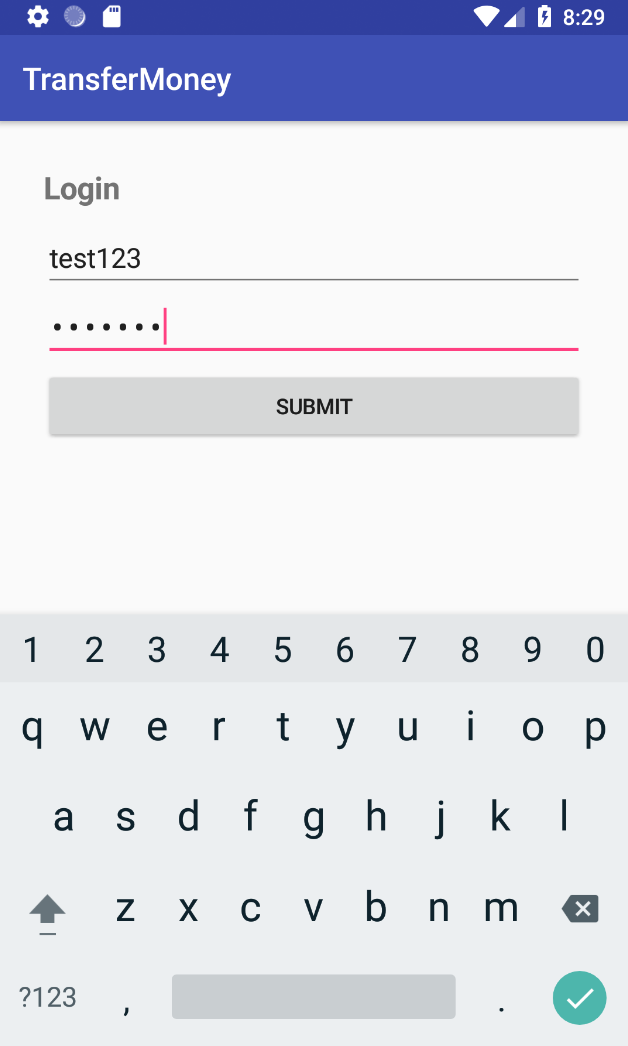 8:29
TransferMoney
Login
test123
•••••••
SUBMIT
1 2 3 4 5 6 7 8 9 0
q w e r t y u i o p
a s d f g h j k l
z x c v b n m
?123 , .